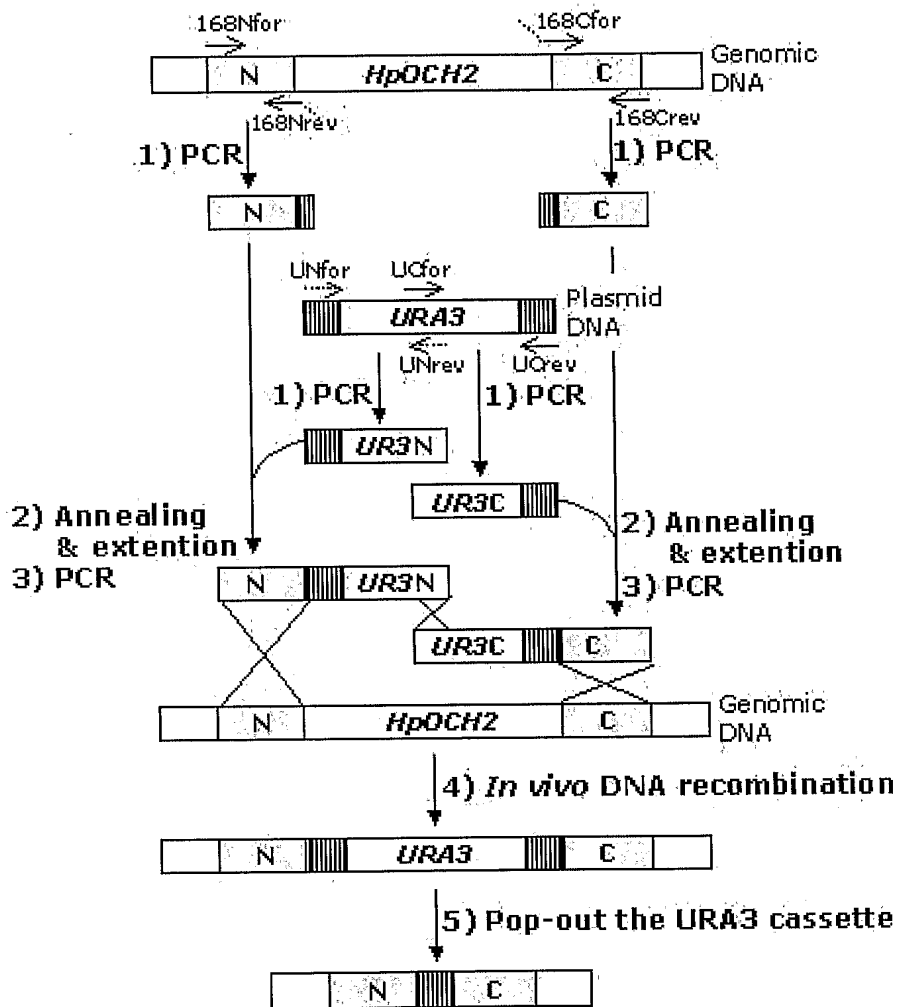 168Nfor 168Cfor
N HpOCH2 C Genomic DNA
168Nrev 168Crev
1) PCR 1) PCR
N C
UNfor UCfor
URA3 Plasmid DNA
UNrev UCrev
1) PCR 1) PCR
UR3N
UR3C
2) Annealing & extention
3) PCR
2) Annealing & extention
3) PCR
N UR3N
UR3C C
N HpOCH2 C Genomic DNA
4) In vivo DNA recombination
N URA3 C
5) Pop-out the URA3 cassette
N C